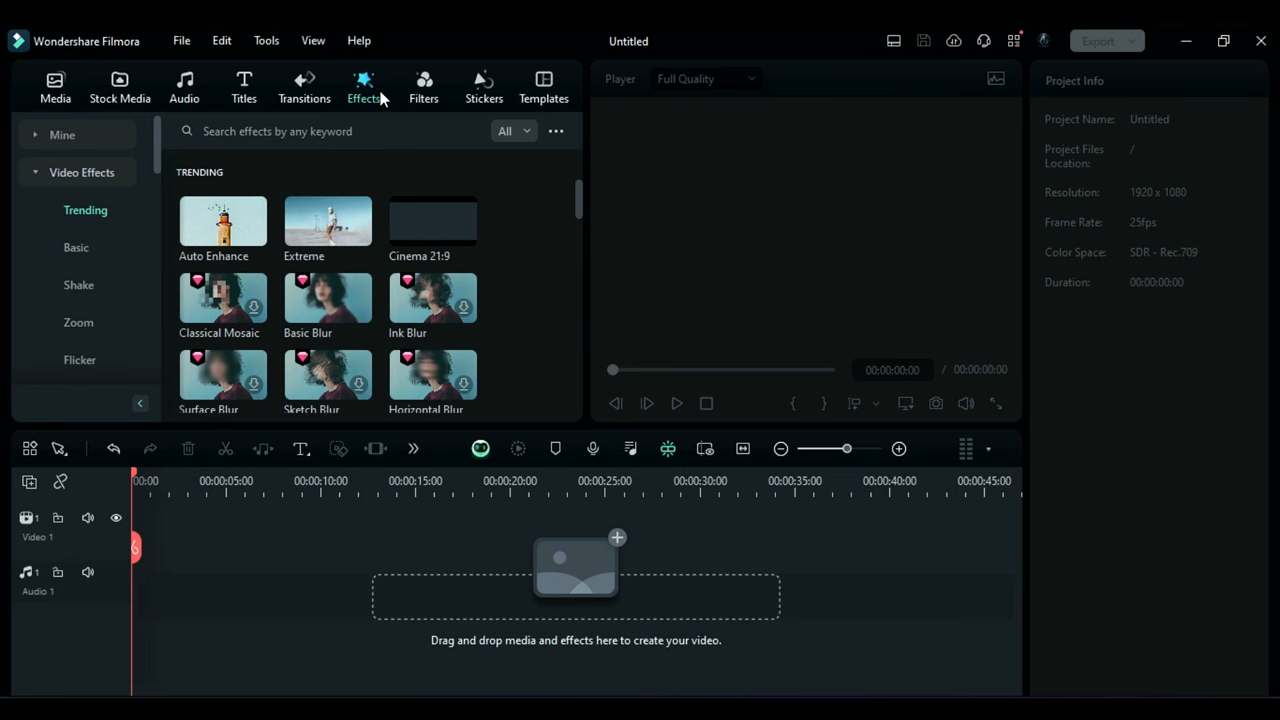 Wondershare Filmora File Edit Tools View Help Untitled Export
Media Stock Media Audio Titles Transitions Effects Filters Stickers Templates
Mine
Video Effects
Trending
Basic
Shake
Zoom
Flicker
Search effects by any keyword All
TRENDING
Auto Enhance Extreme Cinema 21:9
Classical Mosaic Basic Blur Ink Blur
Surface Blur Sketch Blur Horizontal Blur
Player Full Quality
00:00:00:00 / 00:00:00:00
Project Info
Project Name: Untitled
Project Files Location: /
Resolution: 1920 x 1080
Frame Rate: 25fps
Color Space: SDR - Rec.709
Duration: 00:00:00:00
:00:00 00:00:05:00 00:00:10:00 00:00:15:00 00:00:20:00 00:00:25:00 00:00:30:00 00:00:35:00 00:00:40:00 00:00:45:00
1
Video 1
1
Audio 1
Drag and drop media and effects here to create your video.